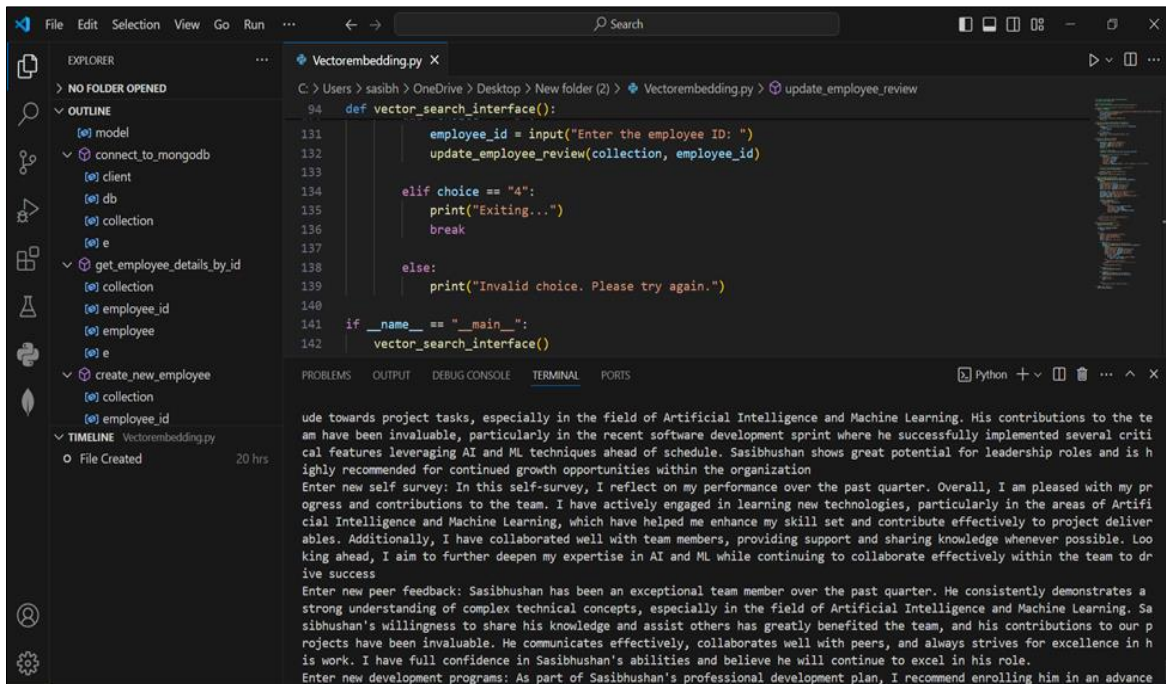 File Edit Selection View Go Run ··· ← → Search
EXPLORER ···
NO FOLDER OPENED
OUTLINE
model
connect_to_mongodb
client
db
collection
e
get_employee_details_by_id
collection
employee_id
employee
e
create_new_employee
collection
employee_id
TIMELINE Vectorembedding.py
File Created 20 hrs
Vectorembedding.py
C: > Users > sasibh > OneDrive > Desktop > New folder (2) > Vectorembedding.py > update_employee_review
94 def vector_search_interface():
131 employee_id = input("Enter the employee ID: ")
132 update_employee_review(collection, employee_id)
133
134 elif choice == "4":
135 print("Exiting...")
136 break
137
138 else:
139 print("Invalid choice. Please try again.")
140
141 if __name__ == "__main__":
142 vector_search_interface()
PROBLEMS OUTPUT DEBUG CONSOLE TERMINAL PORTS Python
ude towards project tasks, especially in the field of Artificial Intelligence and Machine Learning. His contributions to the te
am have been invaluable, particularly in the recent software development sprint where he successfully implemented several criti
cal features leveraging AI and ML techniques ahead of schedule. Sasibhushan shows great potential for leadership roles and is h
ighly recommended for continued growth opportunities within the organization
Enter new self survey: In this self-survey, I reflect on my performance over the past quarter. Overall, I am pleased with my pr
ogress and contributions to the team. I have actively engaged in learning new technologies, particularly in the areas of Artifi
cial Intelligence and Machine Learning, which have helped me enhance my skill set and contribute effectively to project deliver
ables. Additionally, I have collaborated well with team members, providing support and sharing knowledge whenever possible. Loo
king ahead, I aim to further deepen my expertise in AI and ML while continuing to collaborate effectively within the team to dr
ive success
Enter new peer feedback: Sasibhushan has been an exceptional team member over the past quarter. He consistently demonstrates a
strong understanding of complex technical concepts, especially in the field of Artificial Intelligence and Machine Learning. Sa
sibhushan's willingness to share his knowledge and assist others has greatly benefited the team, and his contributions to our p
rojects have been invaluable. He communicates effectively, collaborates well with peers, and always strives for excellence in h
is work. I have full confidence in Sasibhushan's abilities and believe he will continue to excel in his role.
Enter new development programs: As part of Sasibhushan's professional development plan, I recommend enrolling him in an advance